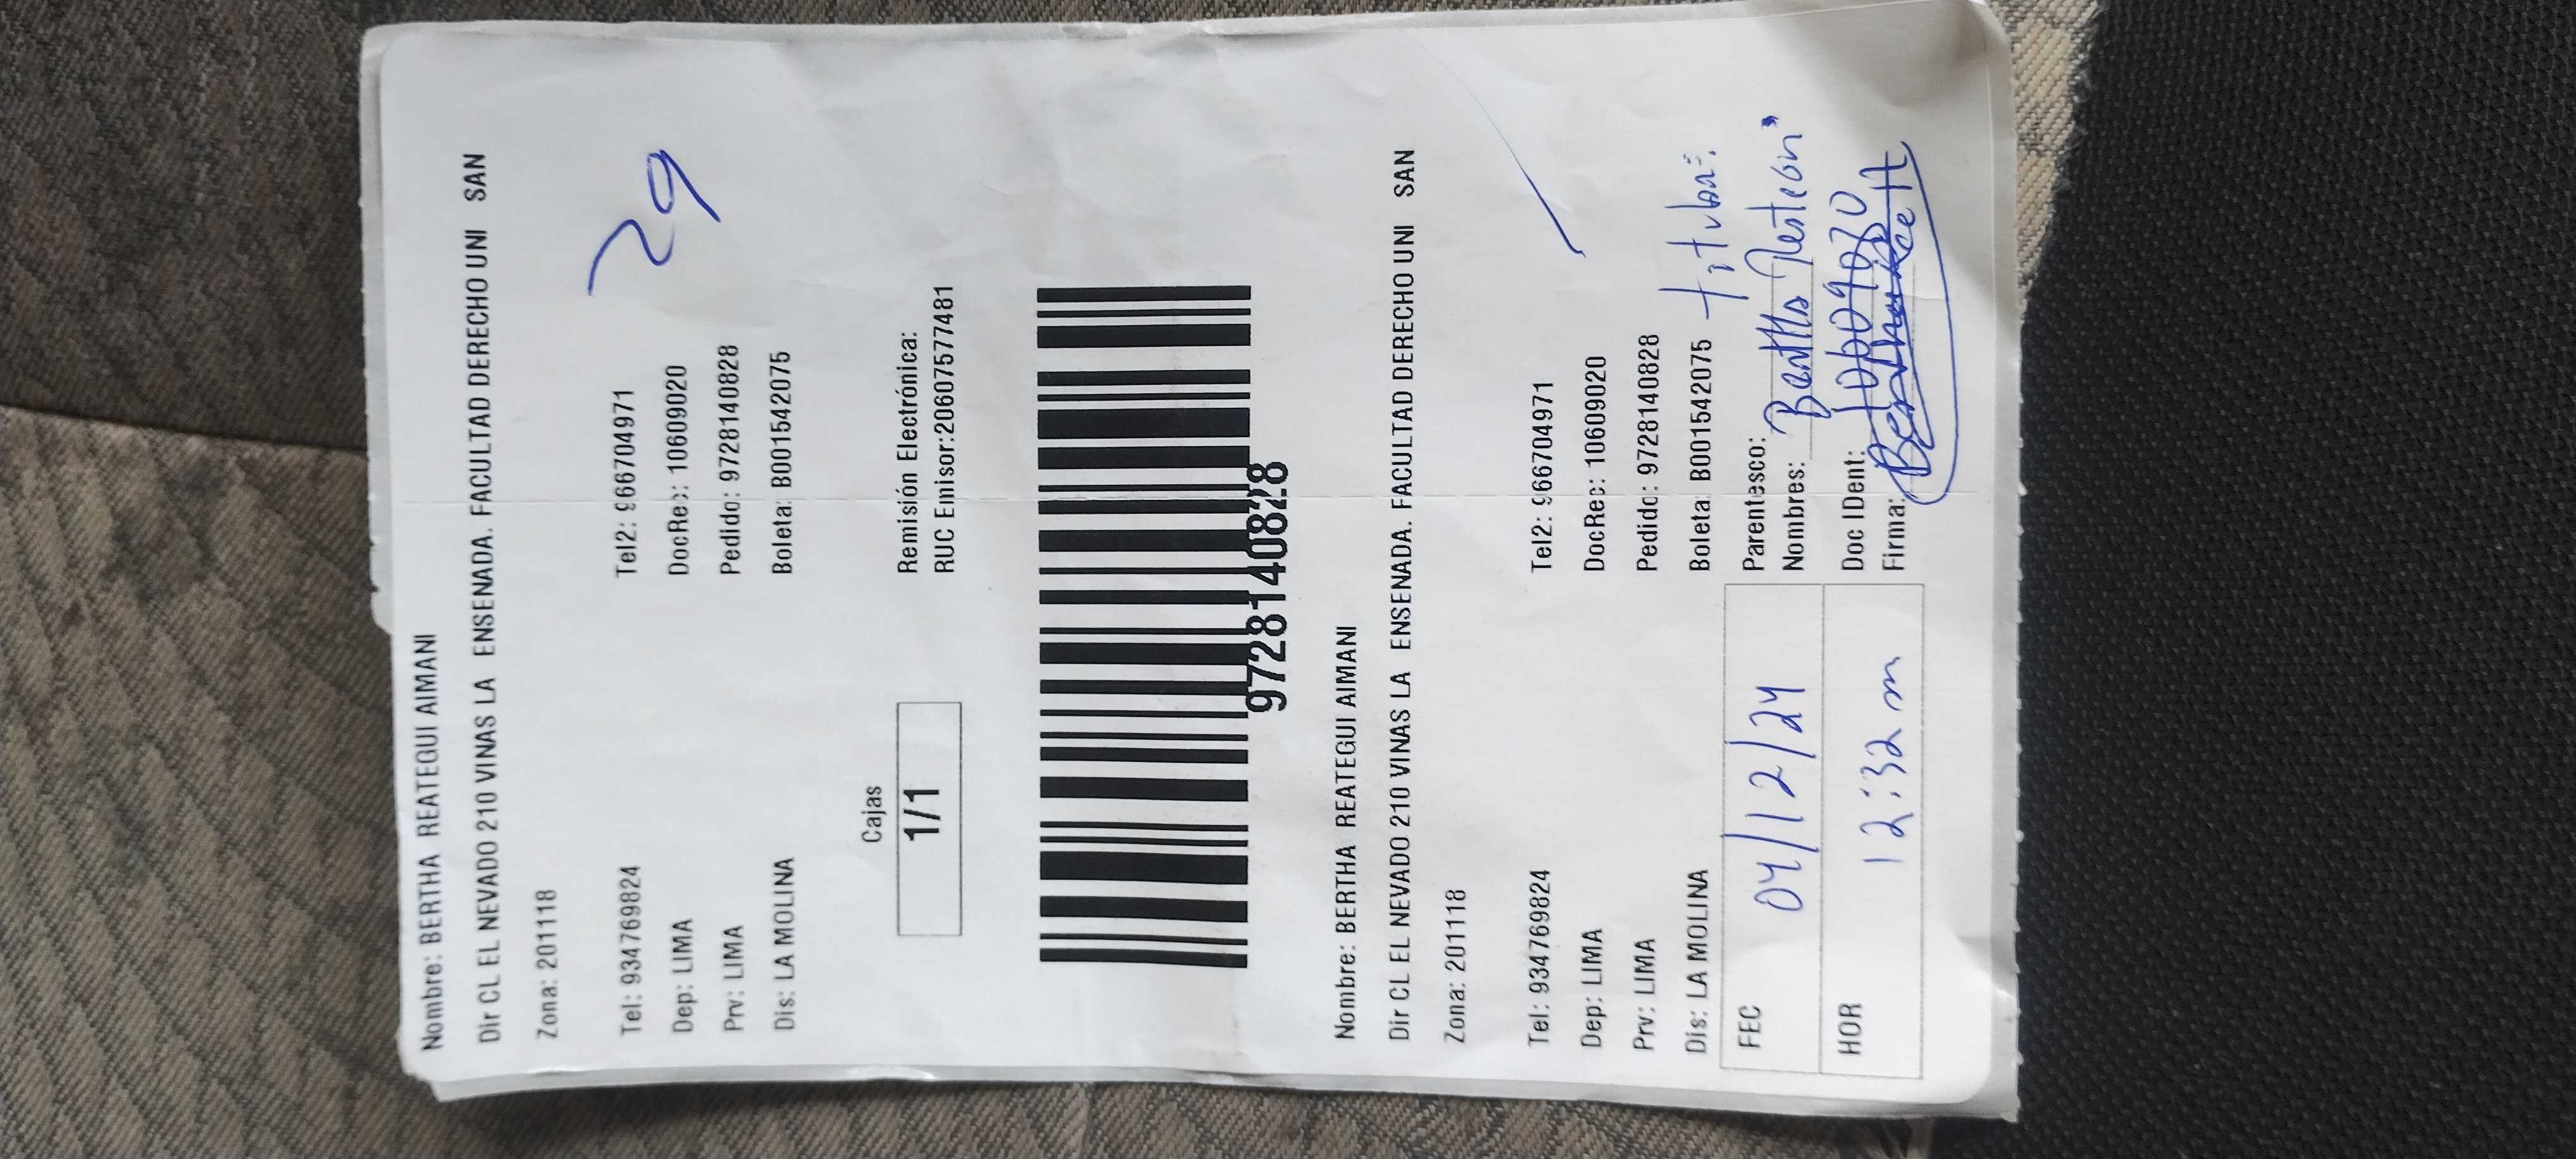 Nombre: BERTHA REATEGUI AIMANI
Dir CL EL NEVADO 210 VINAS LA ENSENADA. FACULTAD DERECHO UNI SAN
Zona: 201118
29
Tel: 934769824 Tel2: 966704971
Dep: LIMA DocRec: 10609020
Prv: LIMA Pedido: 97281408​28
Dis: LA MOLINA Boleta: B001542075
Cajas
1/1
Remisión Electrónica:
RUC Emisor:20607577481
9728140828
Nombre: BERTHA REATEGUI AIMANI
Dir CL EL NEVADO 210 VINAS LA ENSENADA. FACULTAD DERECHO UNI SAN
Zona: 201118
Tel: 934769824 Tel2: 966704971
Dep: LIMA DocRec: 10609020
Prv: LIMA Pedido: 9728140828
Dis: LA MOLINA Boleta: B001542075
FEC 04/12/24
HOR 12:32 m
Parentesco: titular
Nombres:
Doc IDent:
Firma: